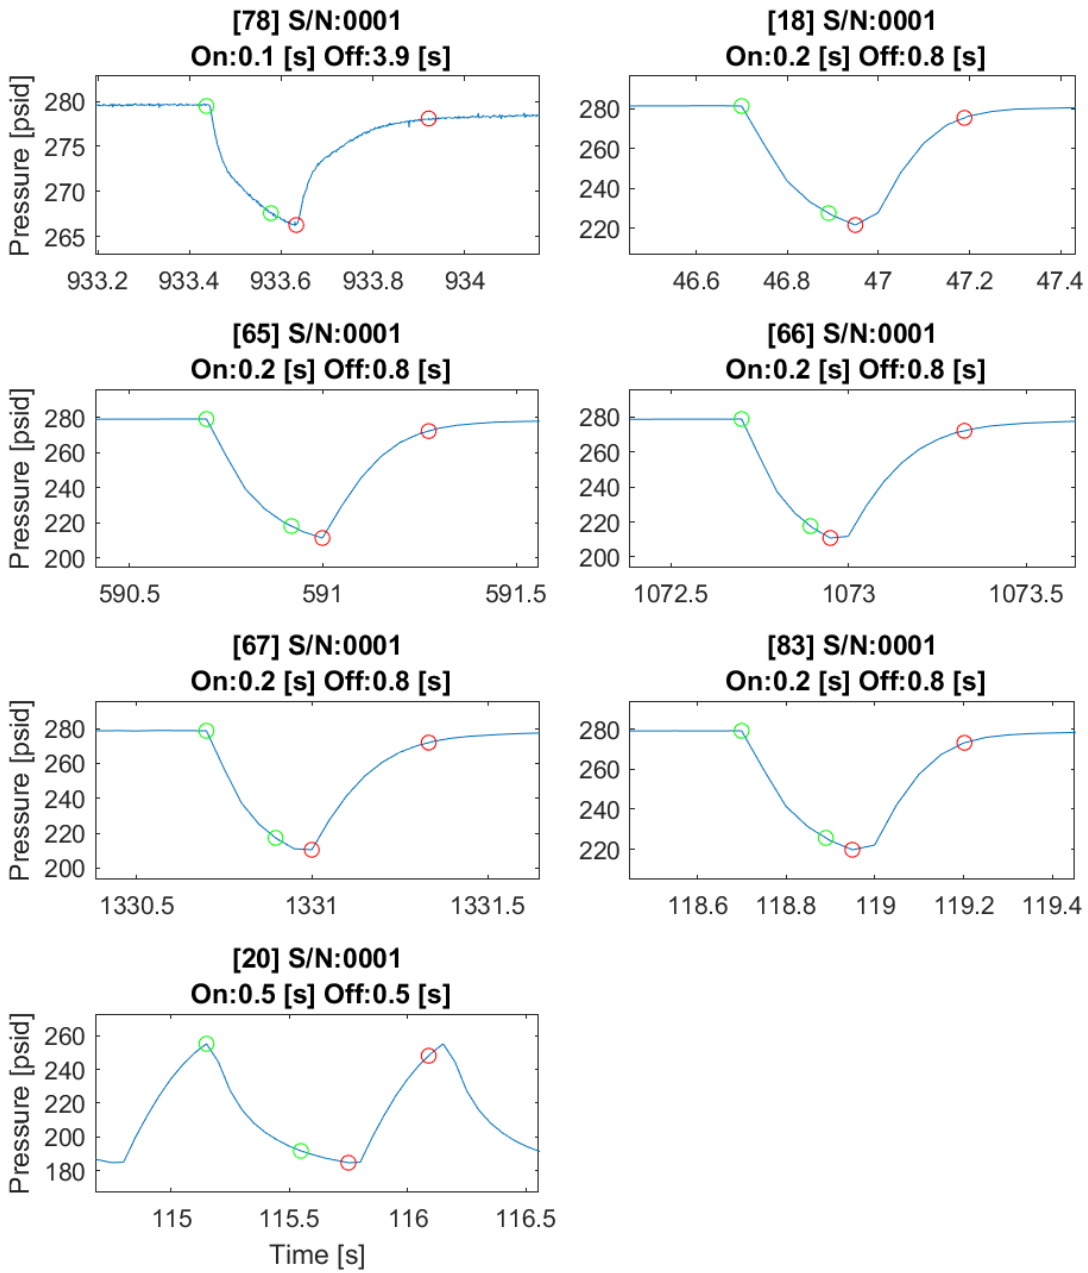 [78] S/N:0001
On:0.1 [s] Off:3.9 [s]
Pressure [psid]
280
275
270
265
933.2 933.4 933.6 933.8 934
[18] S/N:0001
On:0.2 [s] Off:0.8 [s]
280
260
240
220
46.6 46.8 47 47.2 47.4
[65] S/N:0001
On:0.2 [s] Off:0.8 [s]
Pressure [psid]
280
260
240
220
200
590.5 591 591.5
[66] S/N:0001
On:0.2 [s] Off:0.8 [s]
280
260
240
220
200
1072.5 1073 1073.5
[67] S/N:0001
On:0.2 [s] Off:0.8 [s]
Pressure [psid]
280
260
240
220
200
1330.5 1331 1331.5
[83] S/N:0001
On:0.2 [s] Off:0.8 [s]
280
260
240
220
118.6 118.8 119 119.2 119.4
[20] S/N:0001
On:0.5 [s] Off:0.5 [s]
Pressure [psid]
260
240
220
200
180
115 115.5 116 116.5
Time [s]